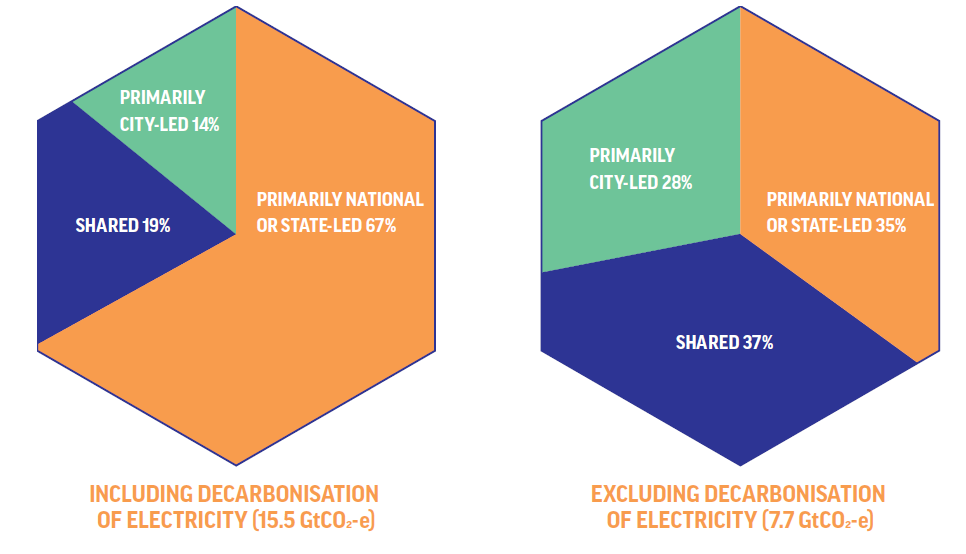 PRIMARILY
CITY-LED 14%
PRIMARILY NATIONAL
OR STATE-LED 67%
SHARED 19%
INCLUDING DECARBONISATION
OF ELECTRICITY (15.5 GtCO₂-e)
PRIMARILY
CITY-LED 28%
PRIMARILY NATIONAL
OR STATE-LED 35%
SHARED 37%
EXCLUDING DECARBONISATION
OF ELECTRICITY (7.7 GtCO₂-e)